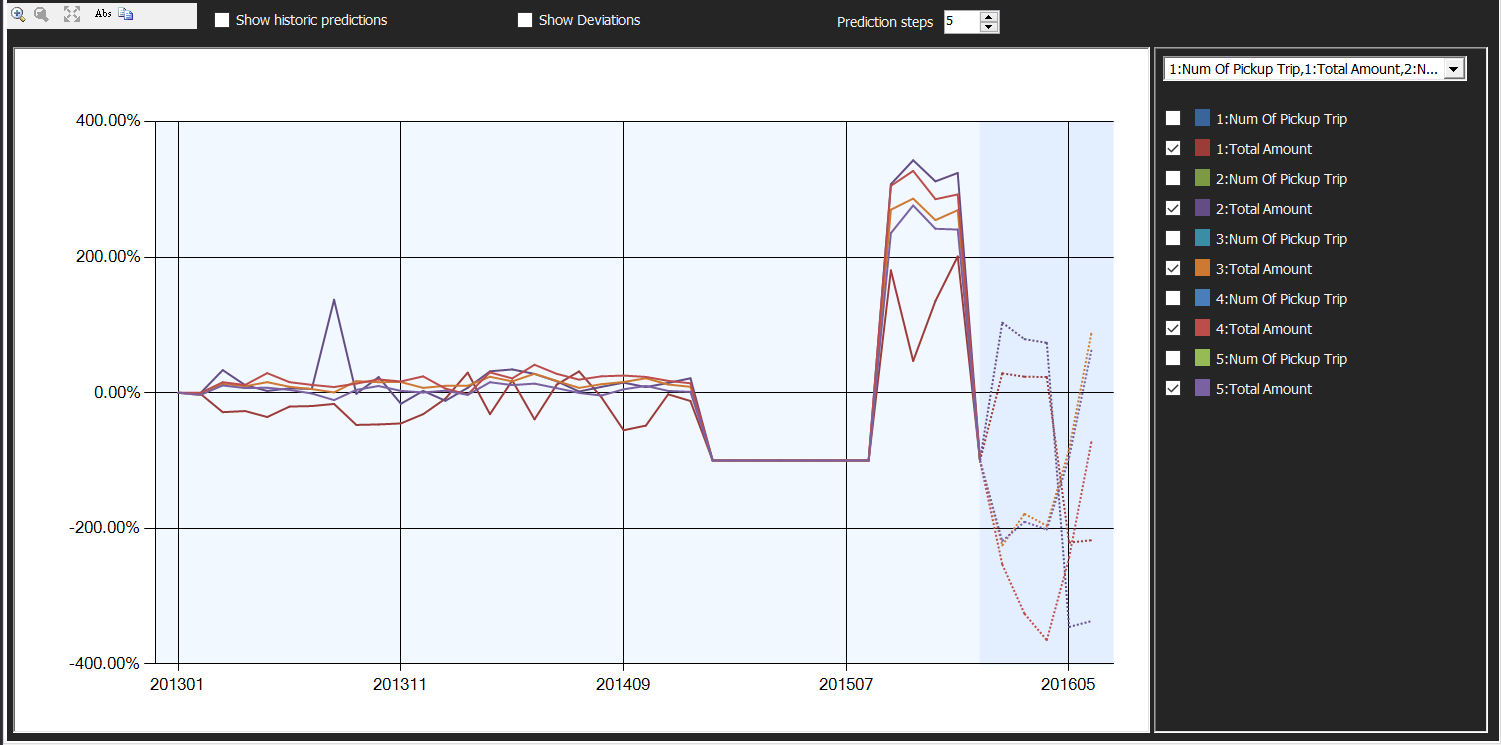 Abs
Show historic predictions
Show Deviations
Prediction steps 5
1:Num Of Pickup Trip,1:Total Amount,2:N...
400.00%
200.00%
0.00%
-200.00%
-400.00%
201301
201311
201409
201507
201605
1:Num Of Pickup Trip
1:Total Amount
2:Num Of Pickup Trip
2:Total Amount
3:Num Of Pickup Trip
3:Total Amount
4:Num Of Pickup Trip
4:Total Amount
5:Num Of Pickup Trip
5:Total Amount